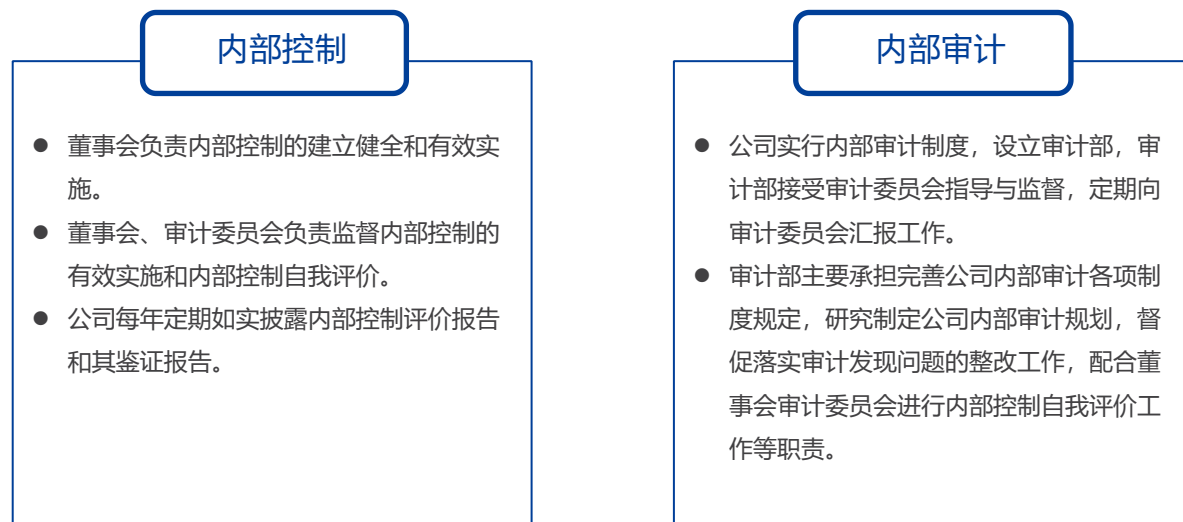 内部控制
● 董事会负责内部控制的建立健全和有效实
施。
● 董事会、审计委员会负责监督内部控制的
有效实施和内部控制自我评价。
● 公司每年定期如实披露内部控制评价报告
和其鉴证报告。
内部审计
● 公司实行内部审计制度，设立审计部，审
计部接受审计委员会指导与监督，定期向
审计委员会汇报工作。
● 审计部主要承担完善公司内部审计各项制
度规定，研究制定公司内部审计规划，督
促落实审计发现问题的整改工作，配合董
事会审计委员会进行内部控制自我评价工
作等职责。